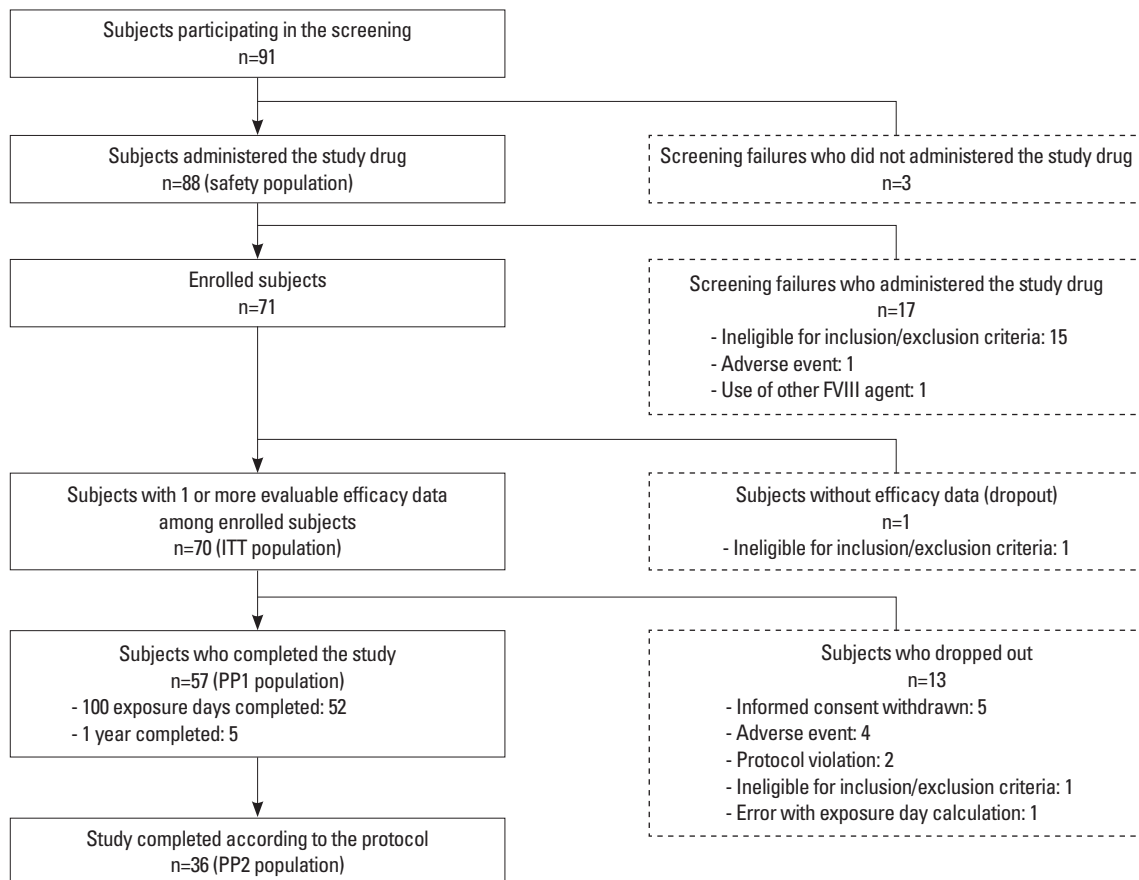 Subjects participating in the screening
n=91
Subjects administered the study drug
n=88 (safety population)
Screening failures who did not administered the study drug
n=3
Enrolled subjects
n=71
Screening failures who administered the study drug
n=17
- Ineligible for inclusion/exclusion criteria: 15
- Adverse event: 1
- Use of other FVIII agent: 1
Subjects with 1 or more evaluable efficacy data
among enrolled subjects
n=70 (ITT population)
Subjects without efficacy data (dropout)
n=1
- Ineligible for inclusion/exclusion criteria: 1
Subjects who completed the study
n=57 (PP1 population)
- 100 exposure days completed: 52
- 1 year completed: 5
Subjects who dropped out
n=13
- Informed consent withdrawn: 5
- Adverse event: 4
- Protocol violation: 2
- Ineligible for inclusion/exclusion criteria: 1
- Error with exposure day calculation: 1
Study completed according to the protocol
n=36 (PP2 population)